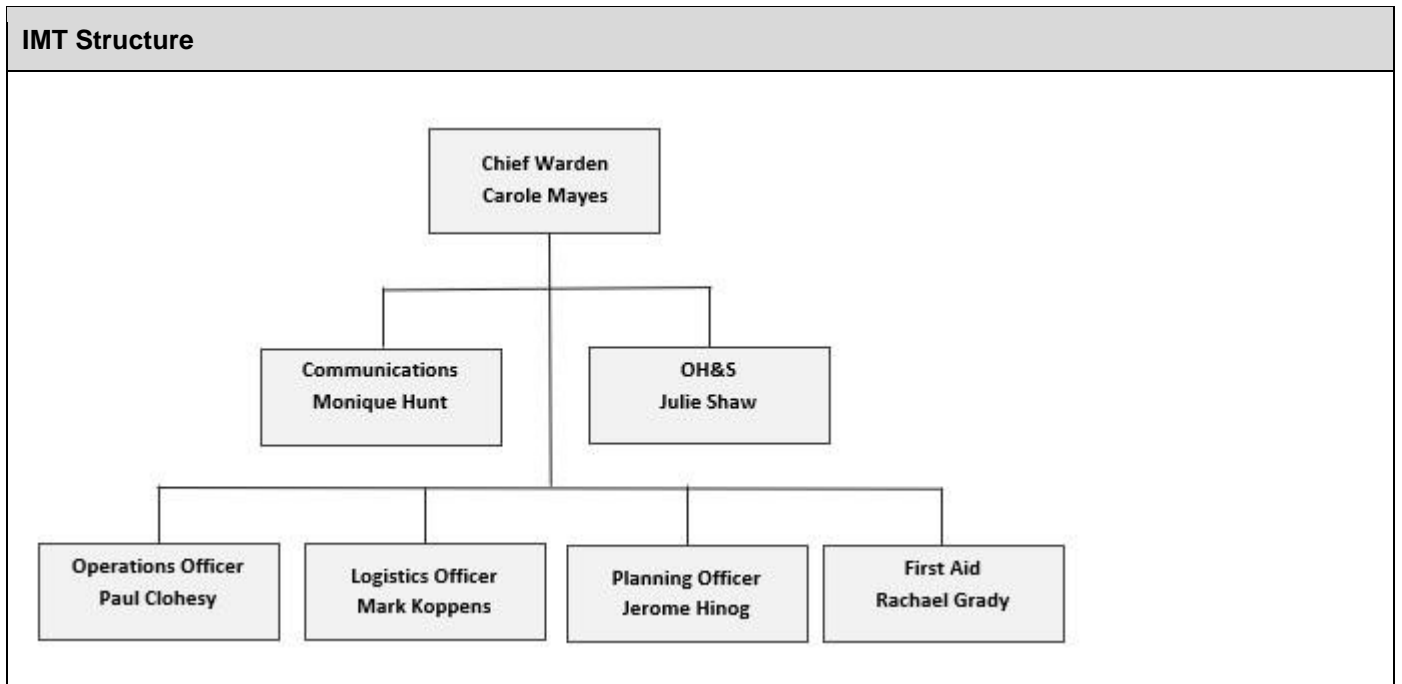 IMT Structure
Chief Warden
Carole Mayes
Communications
Monique Hunt
OH&S
Julie Shaw
Operations Officer
Paul Clohesy
Logistics Officer
Mark Koppens
Planning Officer
Jerome Hinog
First Aid
Rachael Grady